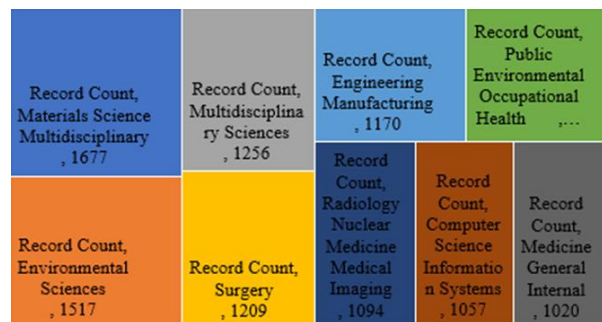 Record Count,
Materials Science
Multidisciplinary
, 1677
Record Count,
Multidisciplina
ry Sciences
, 1256
Record Count,
Engineering
Manufacturing
, 1170
Record Count,
Public
Environmental
Occupational
Health ,...
Record Count,
Environmental
Sciences
, 1517
Record Count,
Surgery
, 1209
Record
Count,
Radiology
Nuclear
Medicine
Medical
Imaging
, 1094
Record
Count,
Computer
Science
Informatio
n Systems
, 1057
Record
Count,
Medicine
General
Internal
, 1020